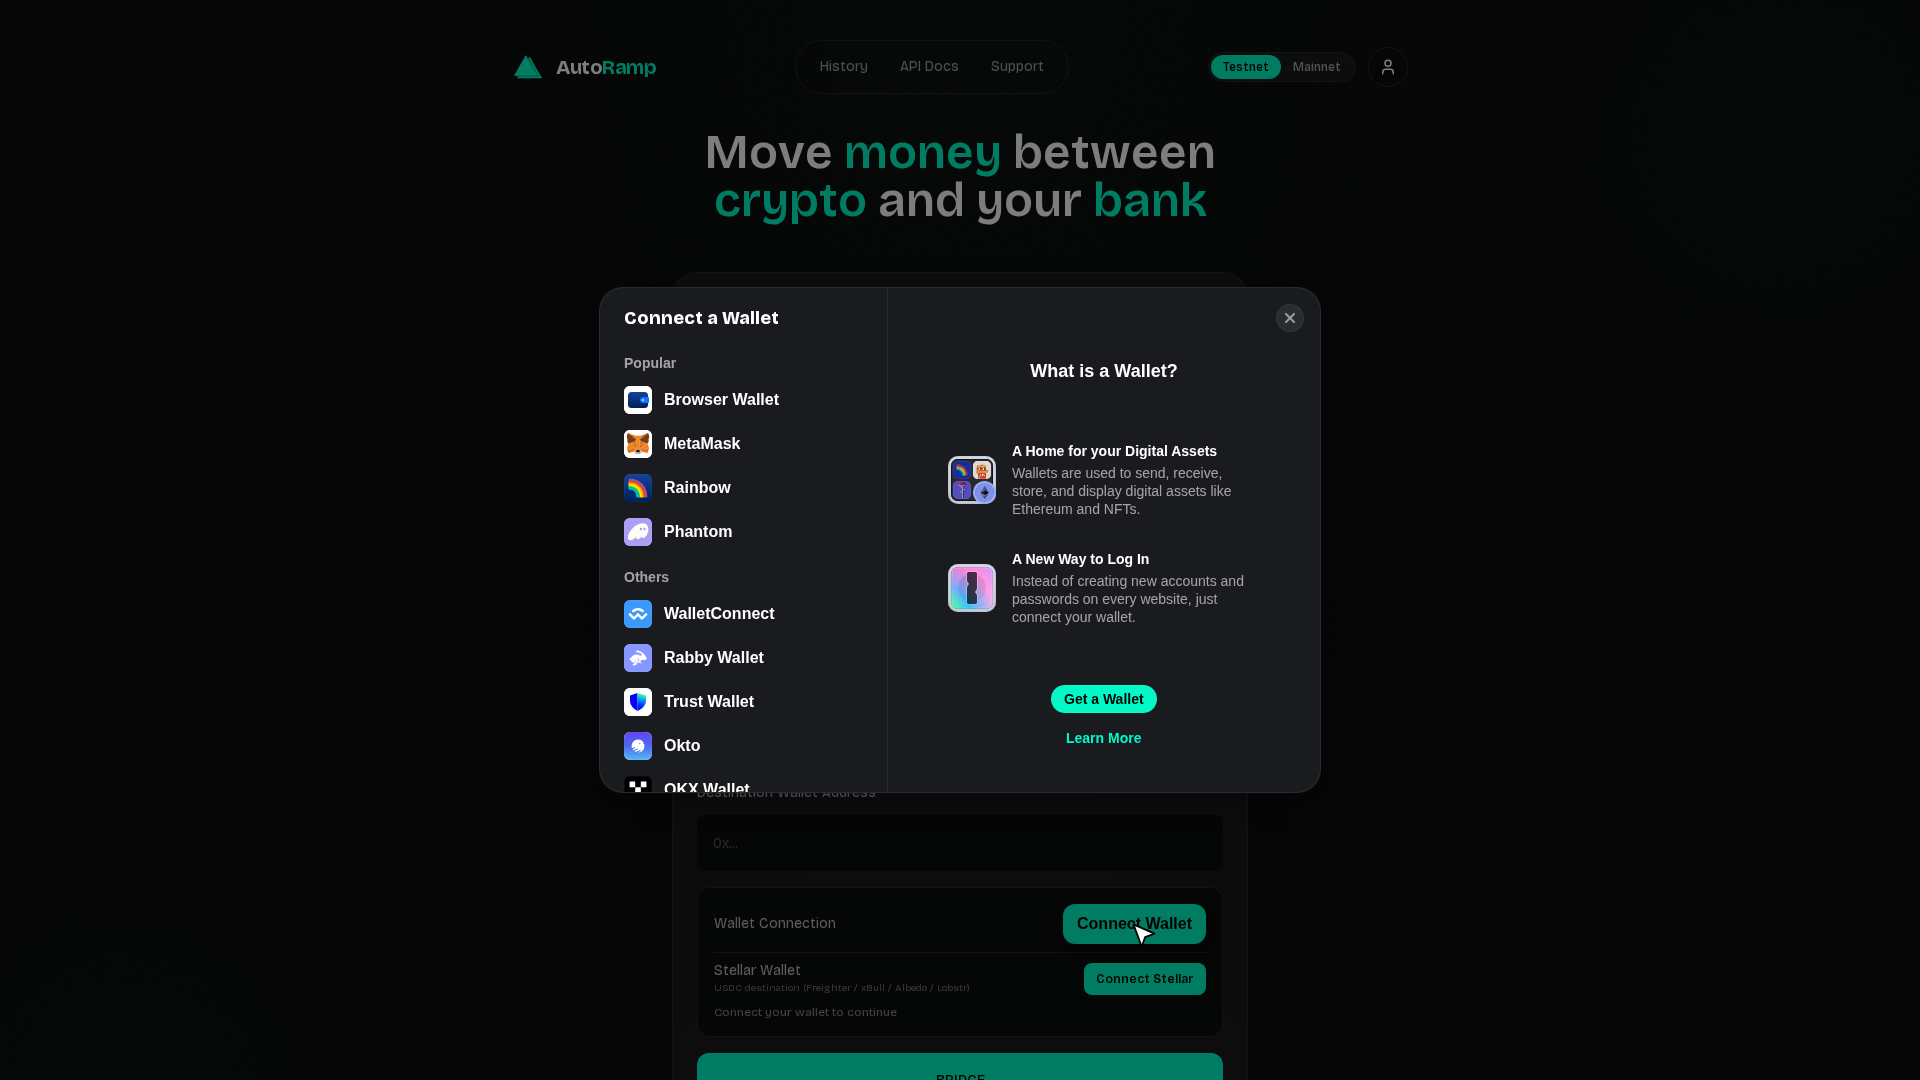 AutoRamp
History
API Docs
Support
Testnet
Mainnet
Move money between
crypto and your bank
Connect a Wallet
Popular
Browser Wallet
MetaMask
Rainbow
Phantom
Others
WalletConnect
Rabby Wallet
Trust Wallet
Okto
OKX Wallet
What is a Wallet?
A Home for your Digital Assets
Wallets are used to send, receive,
store, and display digital assets like
Ethereum and NFTs.
A New Way to Log In
Instead of creating new accounts and
passwords on every website, just
connect your wallet.
Get a Wallet
Learn More
Destination Wallet Address
0x...
Wallet Connection
Connect Wallet
Stellar Wallet
USDC destination (Freighter / xBull / Albedo / Lobstr)
Connect Stellar
Connect your wallet to continue
BRIDGE